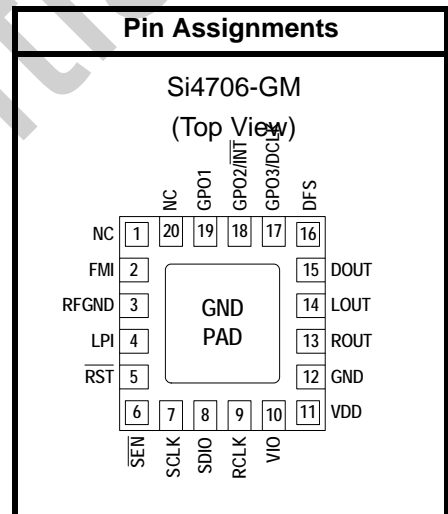 Pin Assignments
Si4706-GM
(Top View)
NC
GPO1
GPO2/INT
GPO3/DCLK
DFS
NC 1 20 19 18 17 16
FMI 2 15 DOUT
RFGND 3 14 LOUT
LPI 4 13 ROUT
RST 5 12 GND
6 7 8 9 10 11 VDD
GND
PAD
SEN
SCLK
SDIO
RCLK
VIO